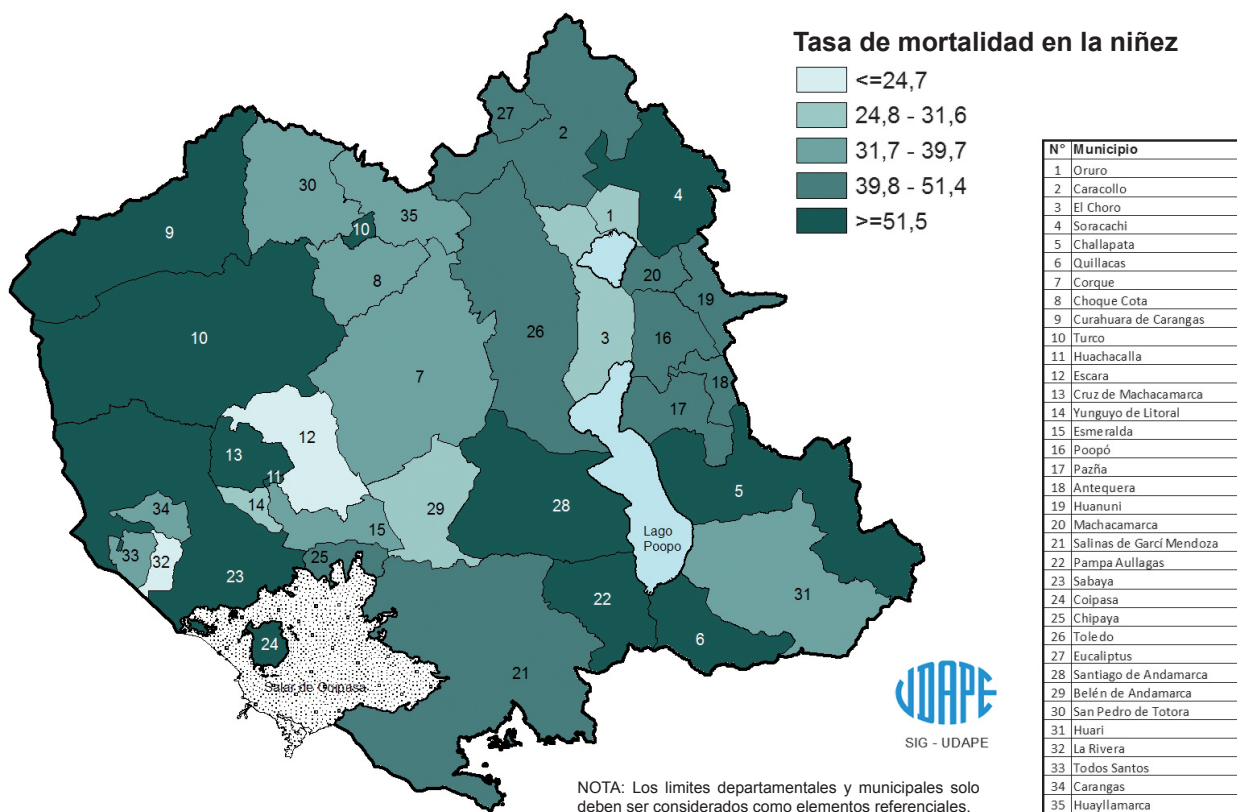 Tasa de mortalidad en la niñez
<=24,7
24,8 - 31,6
31,7 - 39,7
39,8 - 51,4
>=51,5
27
2
30
35
1
4
9
10
8
20
19
10
26
3
16
7
18
17
12
13
11
5
14
29
28
34
15
Lago
Poopo
33
32
25
23
22
31
6
24
21
Salar de Coipasa
UDAPE
SIG - UDAPE
NOTA: Los limites departamentales y municipales solo
deben ser considerados como elementos referenciales.
N° Municipio
1 Oruro
2 Caracollo
3 El Choro
4 Soracachi
5 Challapata
6 Quillacas
7 Corque
8 Choque Cota
9 Curahuara de Carangas
10 Turco
11 Huachacalla
12 Escara
13 Cruz de Machacamarca
14 Yunguyo de Litoral
15 Esmeralda
16 Poopó
17 Pazña
18 Antequera
19 Huanuni
20 Machacamarca
21 Salinas de Garcí Mendoza
22 Pampa Aullagas
23 Sabaya
24 Coipasa
25 Chipaya
26 Toledo
27 Eucaliptus
28 Santiago de Andamarca
29 Belén de Andamarca
30 San Pedro de Totora
31 Huari
32 La Rivera
33 Todos Santos
34 Carangas
35 Huayllamarca